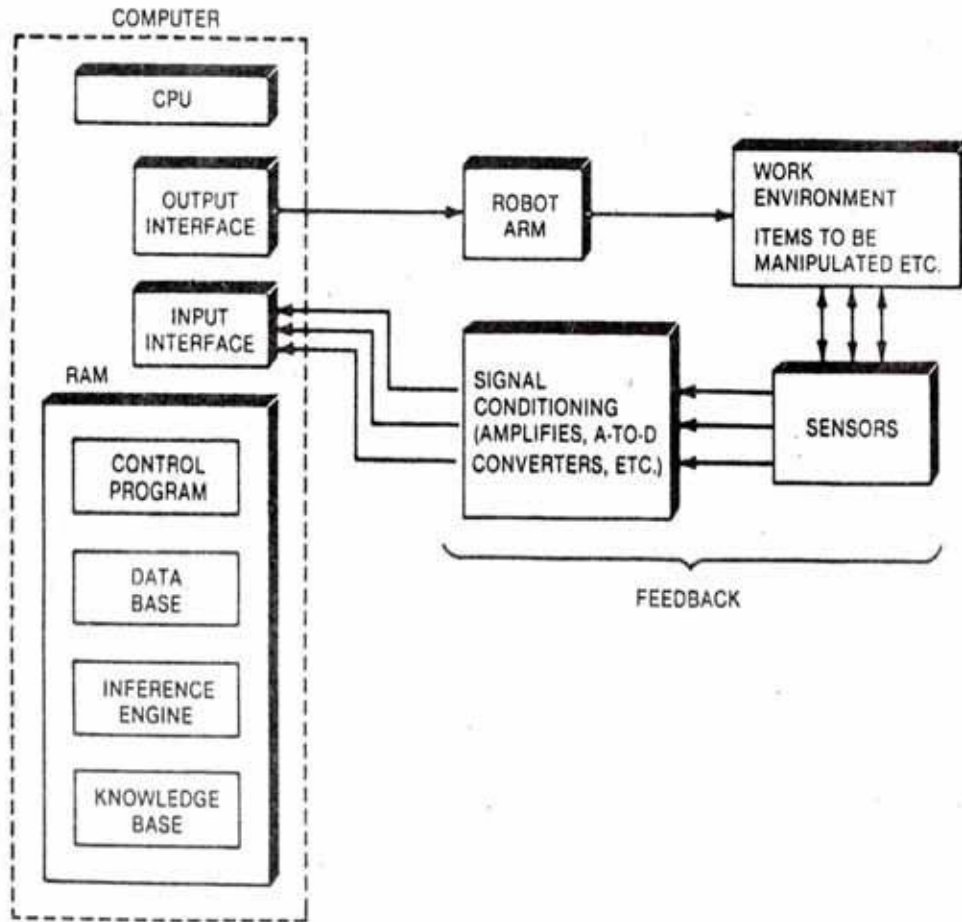 COMPUTER
CPU
OUTPUT
INTERFACE
ROBOT
ARM
WORK
ENVIRONMENT
ITEMS TO BE
MANIPULATED ETC.
INPUT
INTERFACE
SIGNAL
CONDITIONING
(AMPLIFIES, A-TO-D
CONVERTERS, ETC.)
SENSORS
FEEDBACK
RAM
CONTROL
PROGRAM
DATA
BASE
INFERENCE
ENGINE
KNOWLEDGE
BASE